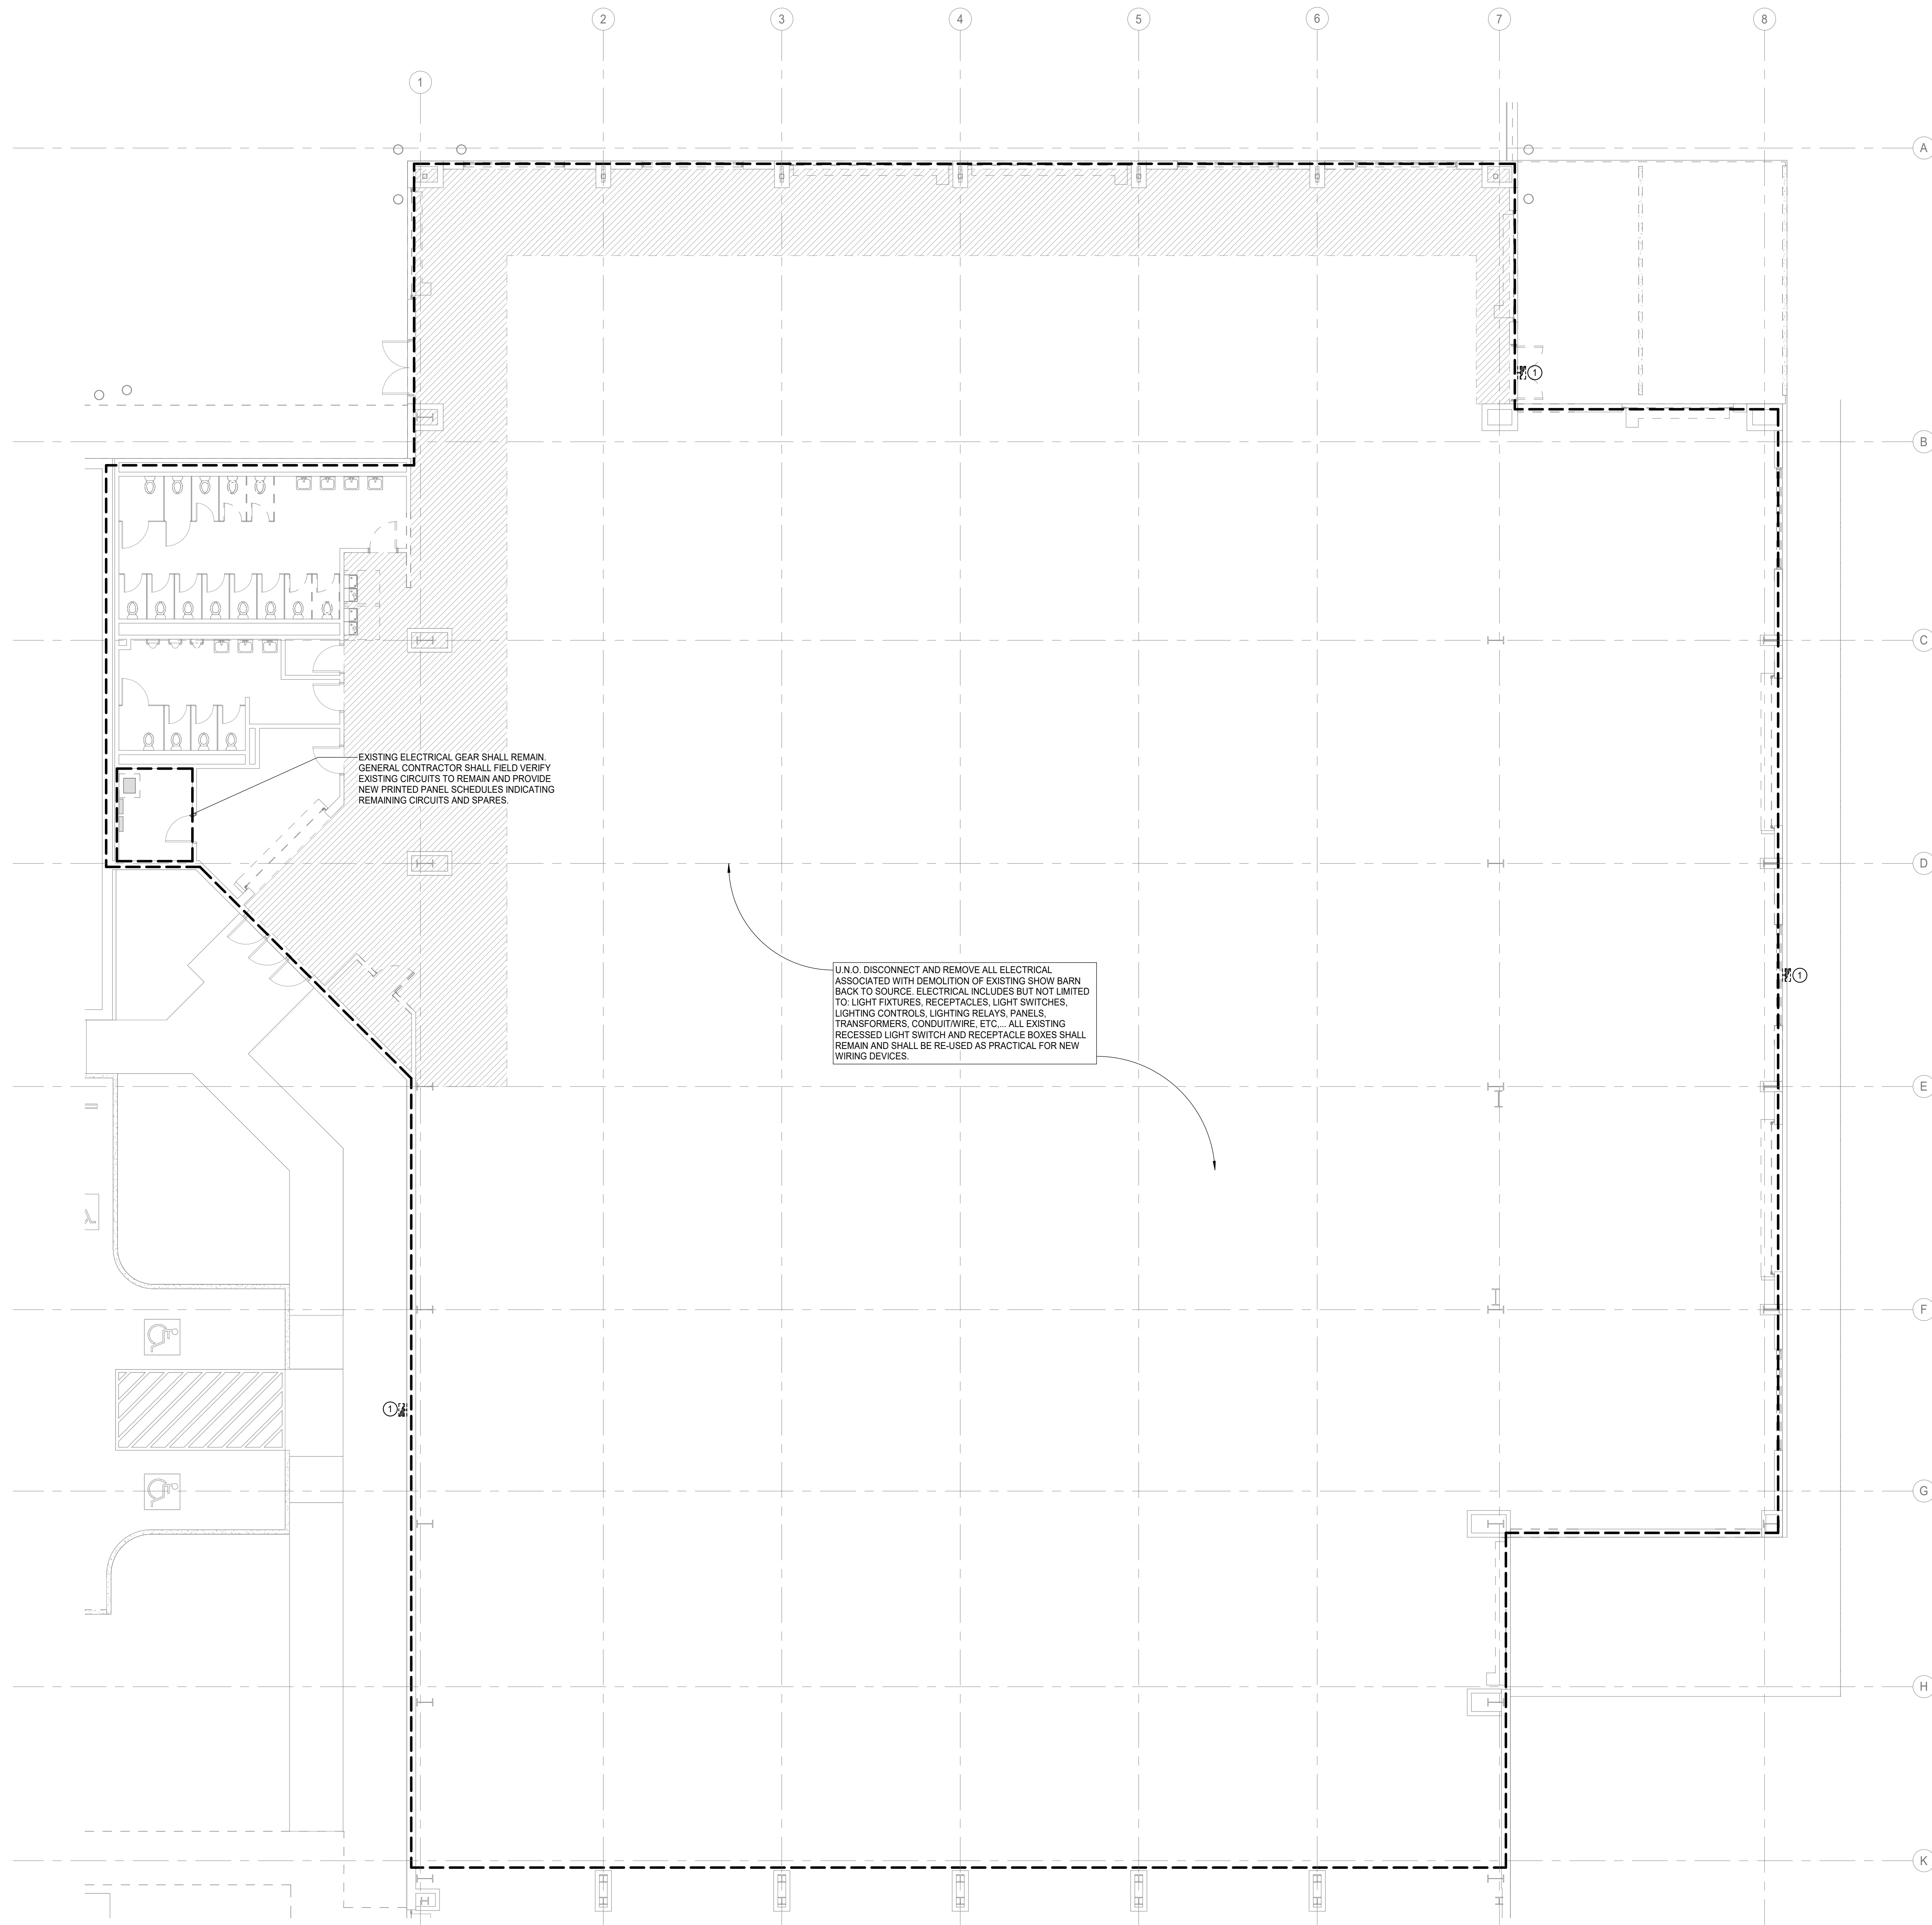 2
3
4
5
6
7
8
1
A
1
B
C
EXISTING ELECTRICAL GEAR SHALL REMAIN.
GENERAL CONTRACTOR SHALL FIELD VERIFY
EXISTING CIRCUITS TO REMAIN AND PROVIDE
NEW PRINTED PANEL SCHEDULES INDICATING
REMAINING CIRCUITS AND SPARES.
D
U.N.O. DISCONNECT AND REMOVE ALL ELECTRICAL
ASSOCIATED WITH DEMOLITION OF EXISTING SHOW BARN
BACK TO SOURCE. ELECTRICAL INCLUDES BUT NOT LIMITED
TO: LIGHT FIXTURES, RECEPTACLES, LIGHT SWITCHES,
LIGHTING CONTROLS, LIGHTING RELAYS, PANELS,
TRANSFORMERS, CONDUIT/WIRE, ETC,... ALL EXISTING
RECESSED LIGHT SWITCH AND RECEPTACLE BOXES SHALL
REMAIN AND SHALL BE RE-USED AS PRACTICAL FOR NEW
WIRING DEVICES.
1
E
F
1
G
H
K